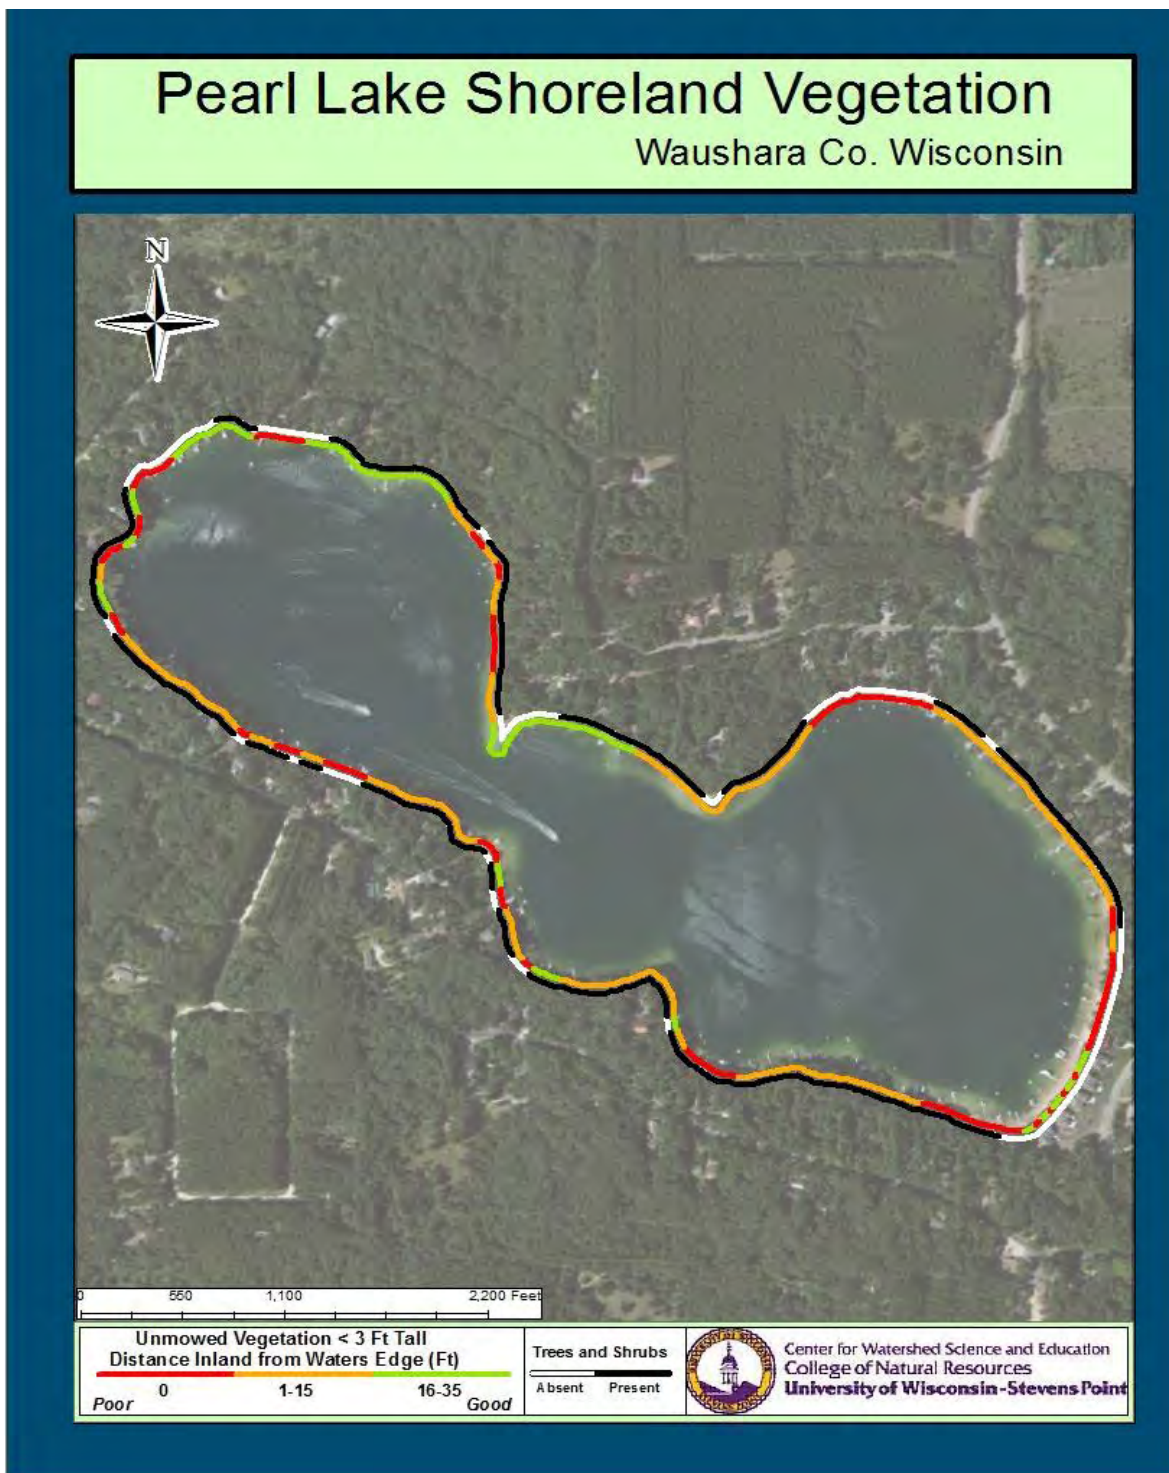 Pearl Lake Shoreland Vegetation
Waushara Co. Wisconsin
N
0 550 1,100 2,200 Feet
Unmowed Vegetation < 3 Ft Tall
Distance Inland from Waters Edge (Ft)
0 1-15 16-35
Poor Good
Trees and Shrubs
Absent Present
Center for Watershed Science and Education
College of Natural Resources
University of Wisconsin-Stevens Point